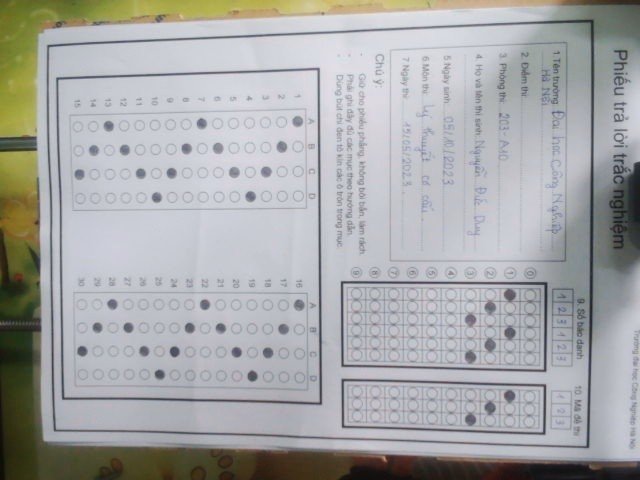 Trường đại học Công Nghiệp Hà Nội
Phiếu trả lời trắc nghiệm
9. Số báo danh
10. Mã đề thi
1 2 3 1 2 3
1 2 3
1.Tên trường: Đại học Công Nghiệp
Hà Nội
2. Điểm thi:
3. Phòng thi: 203-A10
4. Họ và tên thí sinh: Nguyễn Đức Duy
5.Ngày sinh: 05/10/2023
6.Môn thi: Lý thuyết cơ cấu.
7.Ngày thi: 15/05/2023.
0
1
2
3
4
5
6
7
8
9
Chú ý:
- Giữ cho phiếu phẳng, không bôi bẩn, làm rách.
- Phải ghi đầy đủ các mục theo hướng dẫn.
- Dùng bút chì đen tô kín các ô tròn trong mục.
A B C D
1
2
3
4
5
6
7
8
9
10
11
12
13
14
15
A B C D
16
17
18
19
20
21
22
23
24
25
26
27
28
29
30